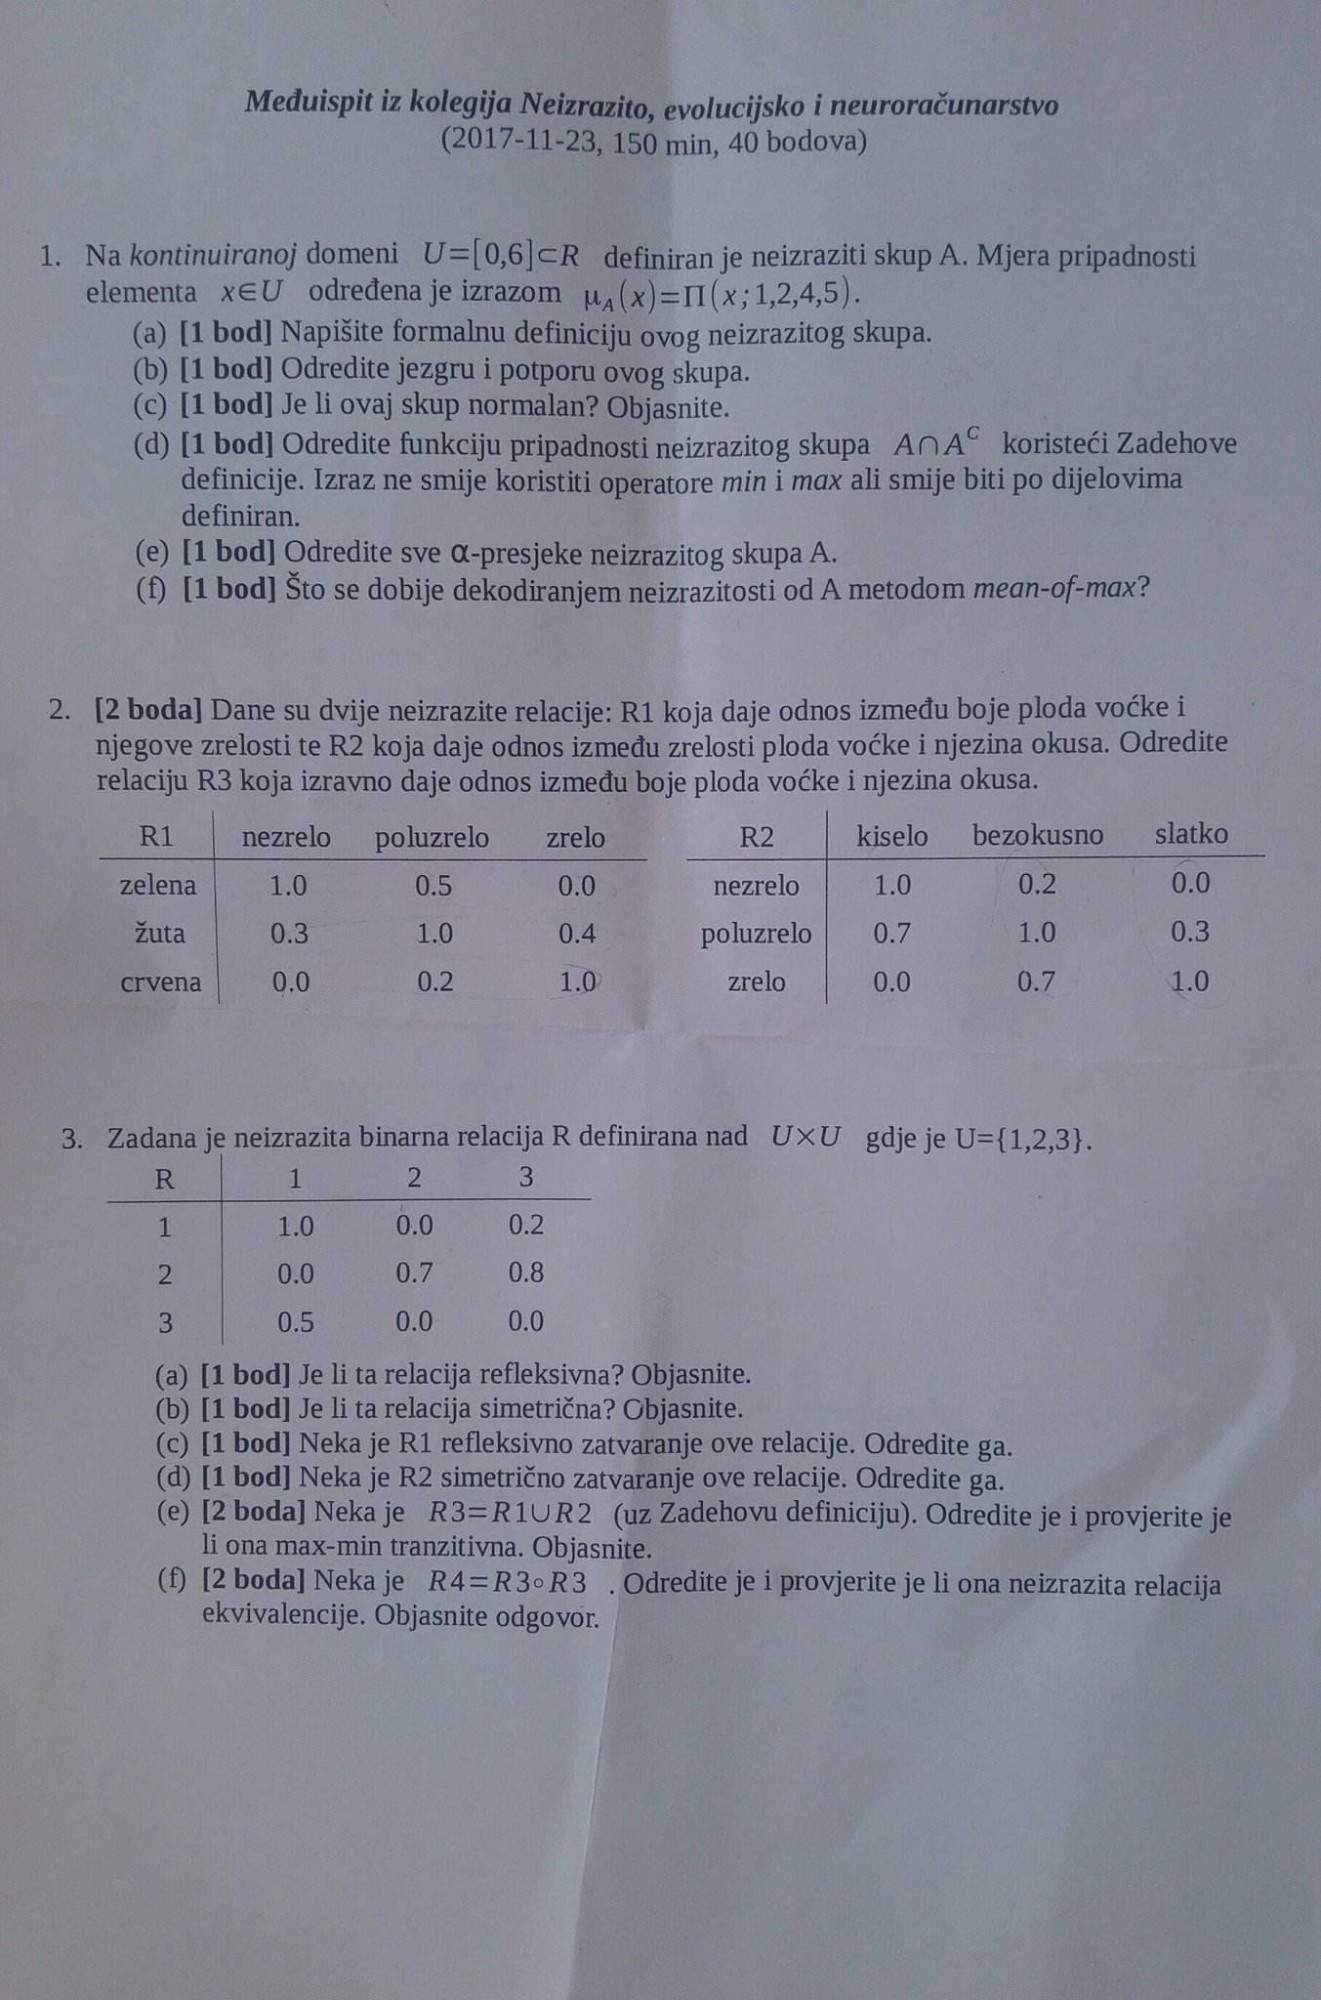 Međuispit iz kolegija Neizrazito, evolucijsko i neuroračunarstvo
(2017-11-23, 150 min, 40 bodova)
1. Na kontinuiranoj domeni U=[0,6]⊂R definiran je neizraziti skup A. Mjera pripadnosti
elementa x∈U određena je izrazom μA(x)=Π(x;1,2,4,5).
(a) [1 bod] Napišite formalnu definiciju ovog neizrazitog skupa.
(b) [1 bod] Odredite jezgru i potporu ovog skupa.
(c) [1 bod] Je li ovaj skup normalan? Objasnite.
(d) [1 bod] Odredite funkciju pripadnosti neizrazitog skupa A∩A^C koristeći Zadehove
definicije. Izraz ne smije koristiti operatore min i max ali smije biti po dijelovima
definiran.
(e) [1 bod] Odredite sve α-presjeke neizrazitog skupa A.
(f) [1 bod] Što se dobije dekodiranjem neizrazitosti od A metodom mean-of-max?
2. [2 boda] Dane su dvije neizrazite relacije: R1 koja daje odnos između boje ploda voćke i
njegove zrelosti te R2 koja daje odnos između zrelosti ploda voćke i njezina okusa. Odredite
relaciju R3 koja izravno daje odnos između boje ploda voćke i njezina okusa.
R1 nezrelo poluzrelo zrelo
zelena 1.0 0.5 0.0
žuta 0.3 1.0 0.4
crvena 0.0 0.2 1.0
R2 kiselo bezokusno slatko
nezrelo 1.0 0.2 0.0
poluzrelo 0.7 1.0 0.3
zrelo 0.0 0.7 1.0
3. Zadana je neizrazita binarna relacija R definirana nad U×U gdje je U={1,2,3}.
R 1 2 3
1 1.0 0.0 0.2
2 0.0 0.7 0.8
3 0.5 0.0 0.0
(a) [1 bod] Je li ta relacija refleksivna? Objasnite.
(b) [1 bod] Je li ta relacija simetrična? Objasnite.
(c) [1 bod] Neka je R1 refleksivno zatvaranje ove relacije. Odredite ga.
(d) [1 bod] Neka je R2 simetrično zatvaranje ove relacije. Odredite ga.
(e) [2 boda] Neka je R3=R1∪R2 (uz Zadehovu definiciju). Odredite je i provjerite je
li ona max-min tranzitivna. Objasnite.
(f) [2 boda] Neka je R4=R3∘R3 . Odredite je i provjerite je li ona neizrazita relacija
ekvivalencije. Objasnite odgovor.